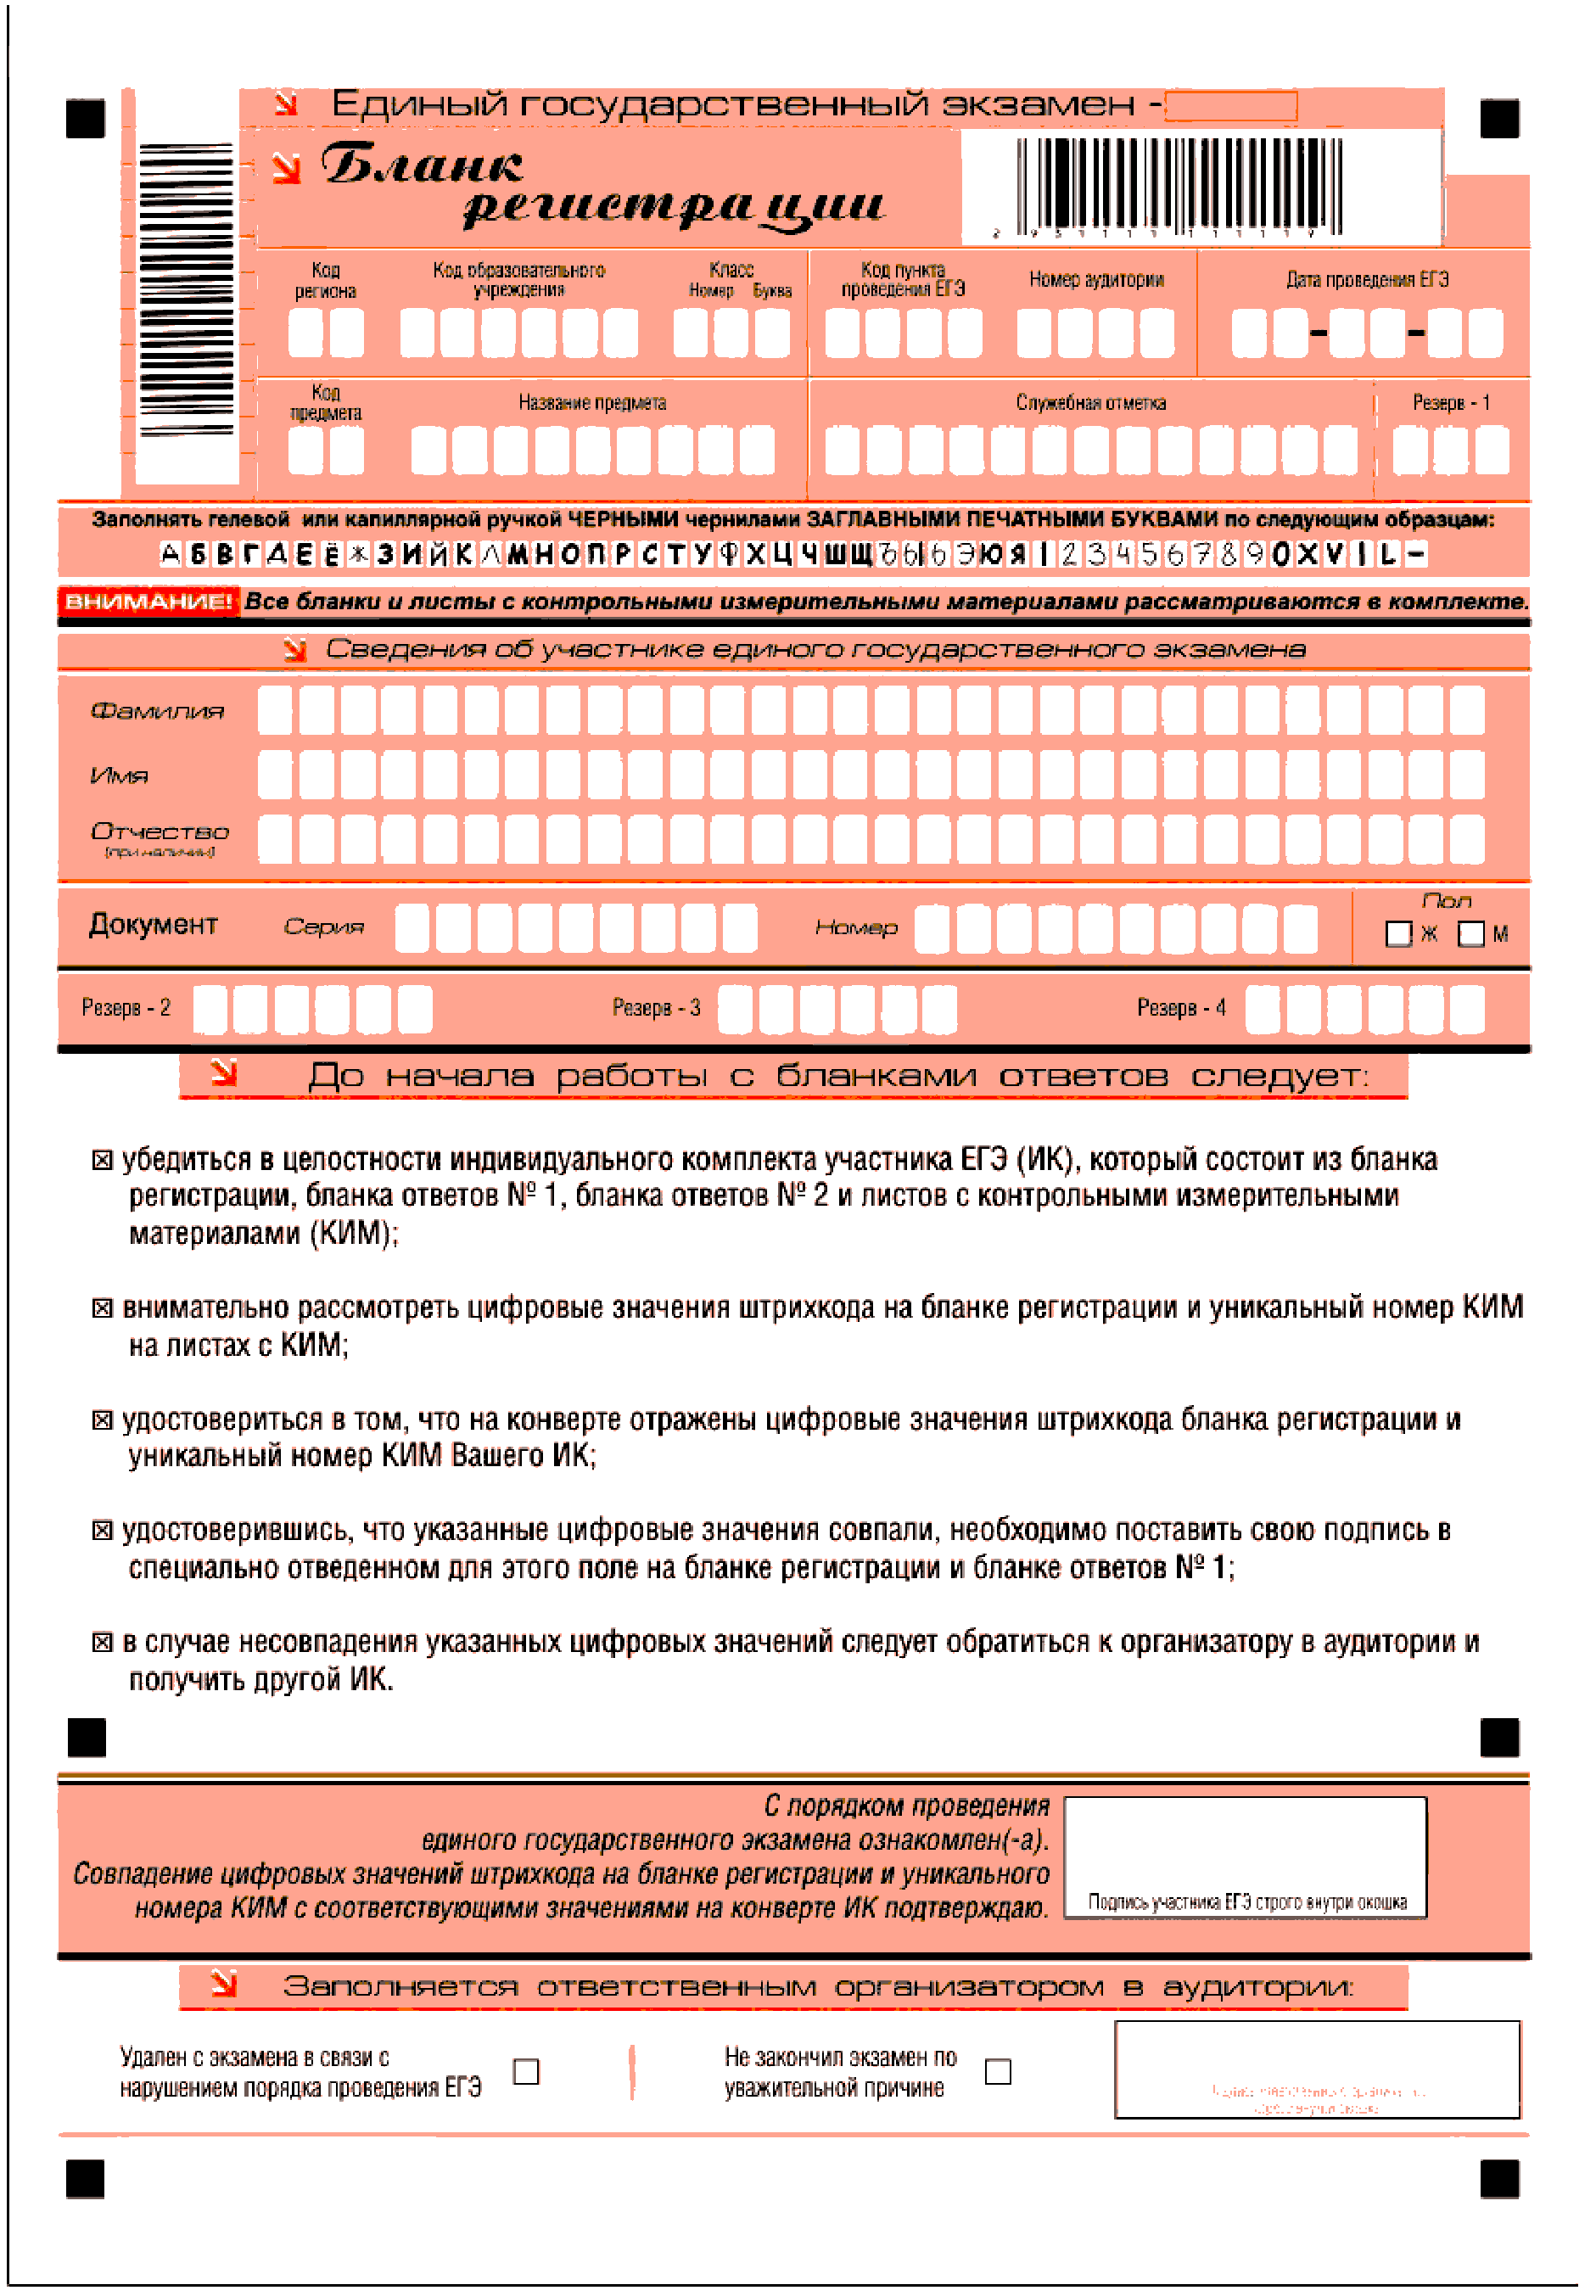 Единый государственный экзамен -
Бланк
регистрации
Код
региона
Код образовательного
учреждения
Класс
Номер Буква
Код пункта
проведения ЕГЭ
Номер аудитории
Дата проведения ЕГЭ
Код
предмета
Название предмета
Служебная отметка
Резерв - 1
Заполнять гелевой или капиллярной ручкой ЧЕРНЫМИ чернилами ЗАГЛАВНЫМИ ПЕЧАТНЫМИ БУКВАМИ по следующим образцам:
А Б В Г Д Е Ё Ж З И Й К Л М Н О П Р С Т У Ф Х Ц Ч Ш Щ Ъ Ы Ь Э Ю Я 1 2 3 4 5 6 7 8 9 0 X V I L -
ВНИМАНИЕ! Все бланки и листы с контрольными измерительными материалами рассматриваются в комплекте.
Сведения об участнике единого государственного экзамена
Фамилия
Имя
Отчество
(при наличии)
Документ Серия Номер
Пол
Ж М
Резерв - 2 Резерв - 3 Резерв - 4
До начала работы с бланками ответов следует:
убедиться в целостности индивидуального комплекта участника ЕГЭ (ИК), который состоит из бланка
регистрации, бланка ответов № 1, бланка ответов № 2 и листов с контрольными измерительными
материалами (КИМ);
внимательно рассмотреть цифровые значения штрихкода на бланке регистрации и уникальный номер КИМ
на листах с КИМ;
удостовериться в том, что на конверте отражены цифровые значения штрихкода бланка регистрации и
уникальный номер КИМ Вашего ИК;
удостоверившись, что указанные цифровые значения совпали, необходимо поставить свою подпись в
специально отведенном для этого поле на бланке регистрации и бланке ответов № 1;
в случае несовпадения указанных цифровых значений следует обратиться к организатору в аудитории и
получить другой ИК.
С порядком проведения
единого государственного экзамена ознакомлен(-а).
Совпадение цифровых значений штрихкода на бланке регистрации и уникального
номера КИМ с соответствующими значениями на конверте ИК подтверждаю.
Подпись участника ЕГЭ строго внутри окошка
Заполняется ответственным организатором в аудитории:
Удален с экзамена в связи с
нарушением порядка проведения ЕГЭ
Не закончил экзамен по
уважительной причине